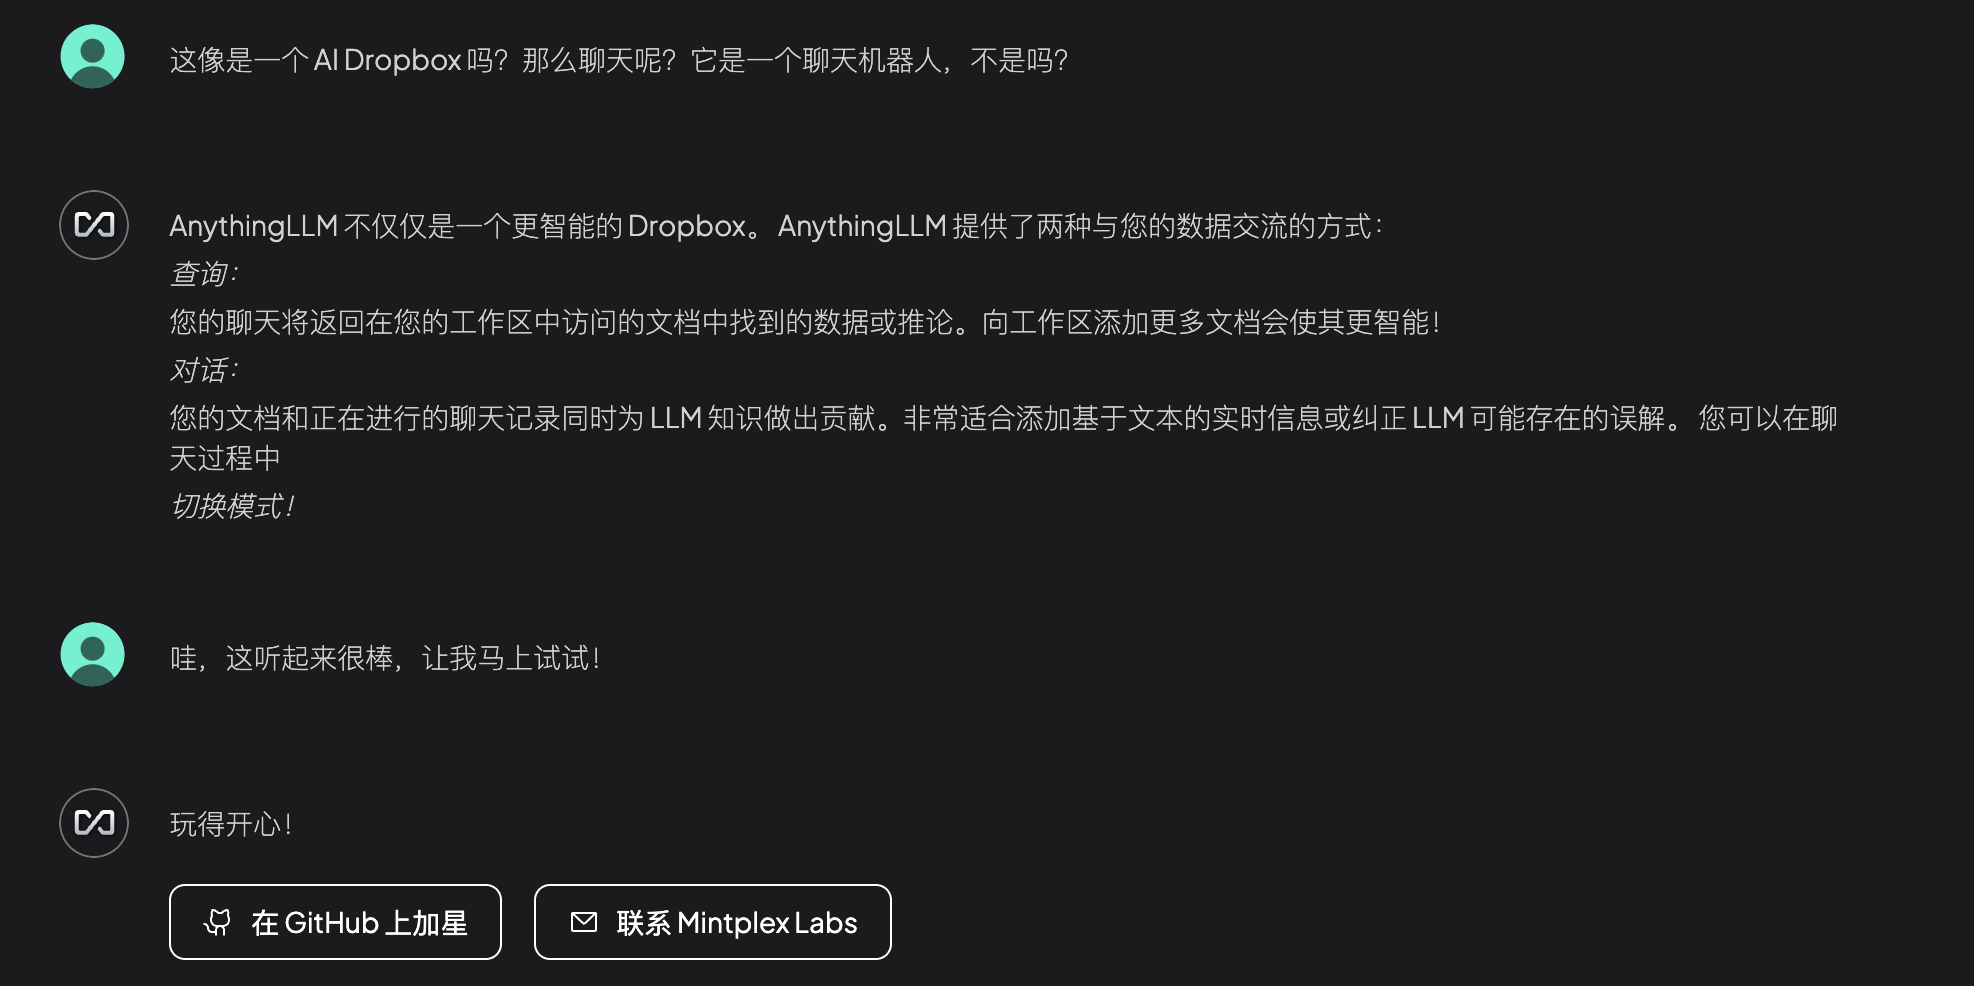 这像是一个 AI Dropbox 吗？那么聊天呢？它是一个聊天机器人，不是吗？
AnythingLLM 不仅仅是一个更智能的 Dropbox。 AnythingLLM 提供了两种与您的数据交流的方式：
查询：
您的聊天将返回在您的工作区中访问的文档中找到的数据或推论。向工作区添加更多文档会使其更智能！
对话：
您的文档和正在进行的聊天记录同时为 LLM 知识做出贡献。非常适合添加基于文本的实时信息或纠正 LLM 可能存在的误解。 您可以在聊
天过程中
切换模式！
哇，这听起来很棒，让我马上试试！
玩得开心！
在 GitHub 上加星
联系 Mintplex Labs